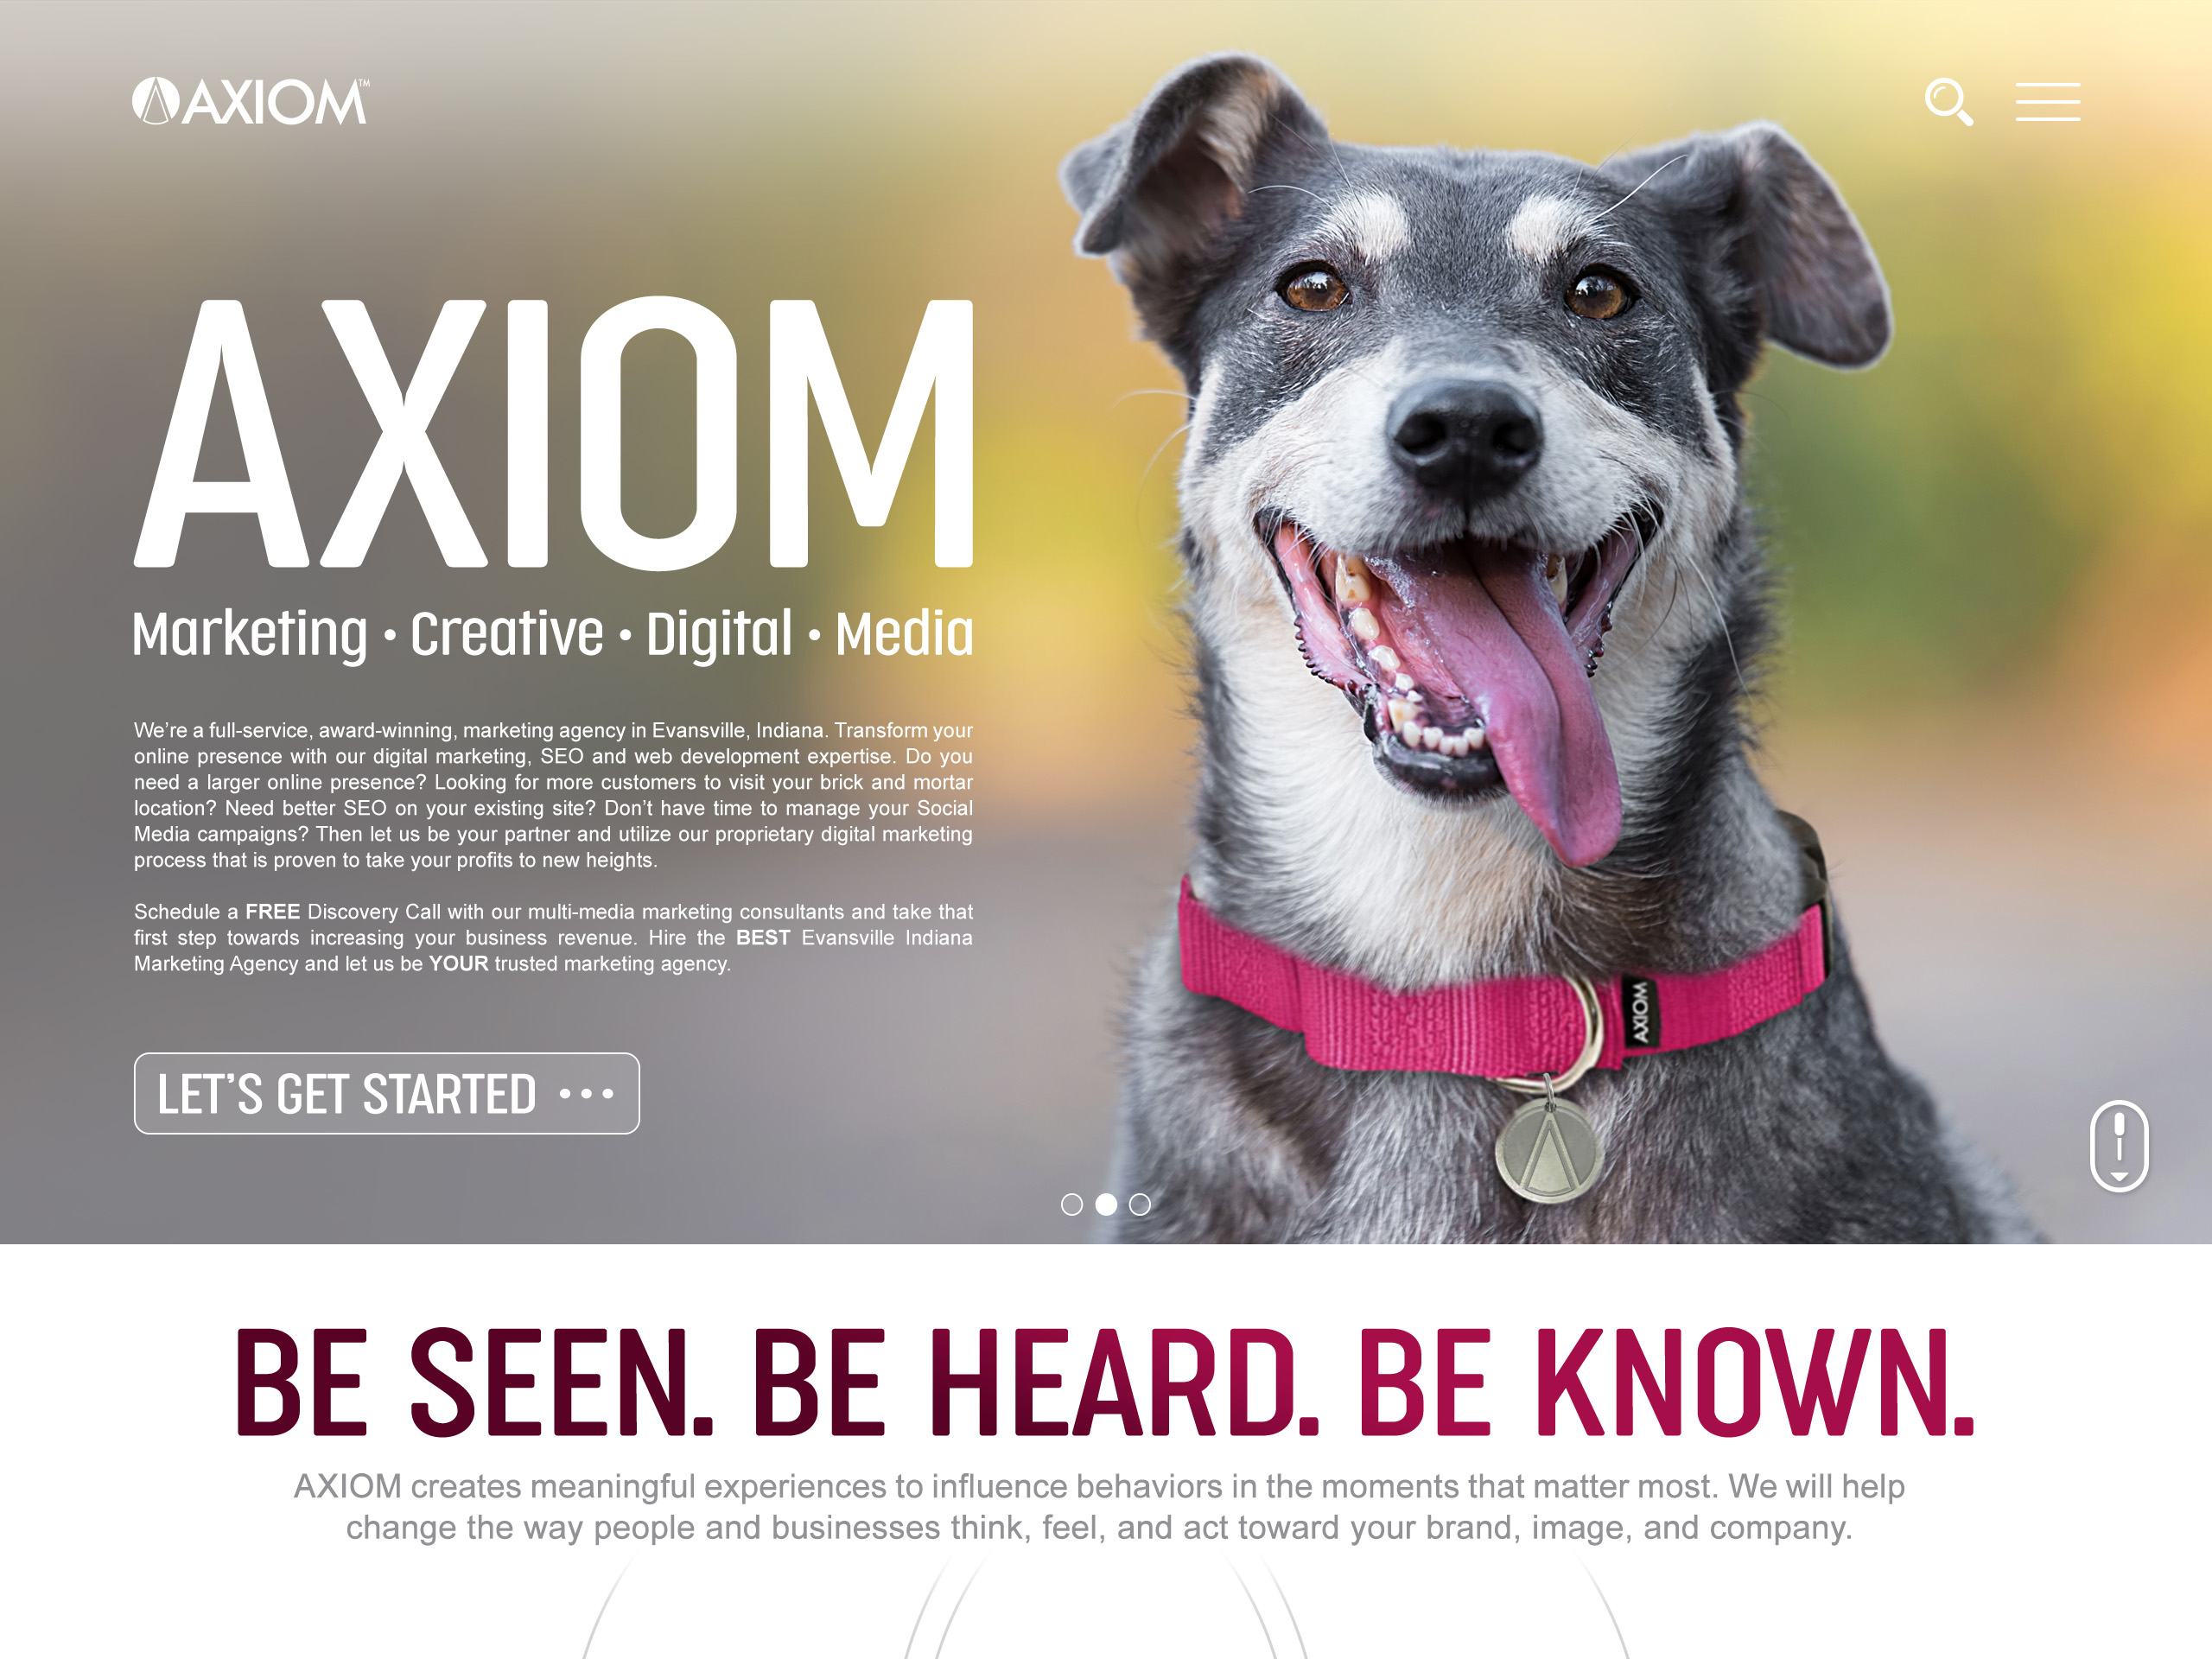 AXIOM™
AXIOM
Marketing • Creative • Digital • Media
We’re a full-service, award-winning, marketing agency in Evansville, Indiana. Transform your
online presence with our digital marketing, SEO and web development expertise. Do you
need a larger online presence? Looking for more customers to visit your brick and mortar
location? Need better SEO on your existing site? Don’t have time to manage your Social
Media campaigns? Then let us be your partner and utilize our proprietary digital marketing
process that is proven to take your profits to new heights.
Schedule a FREE Discovery Call with our multi-media marketing consultants and take that
first step towards increasing your business revenue. Hire the BEST Evansville Indiana
Marketing Agency and let us be YOUR trusted marketing agency.
AXIOM
LET’S GET STARTED •••
BE SEEN. BE HEARD. BE KNOWN.
AXIOM creates meaningful experiences to influence behaviors in the moments that matter most. We will help
change the way people and businesses think, feel, and act toward your brand, image, and company.